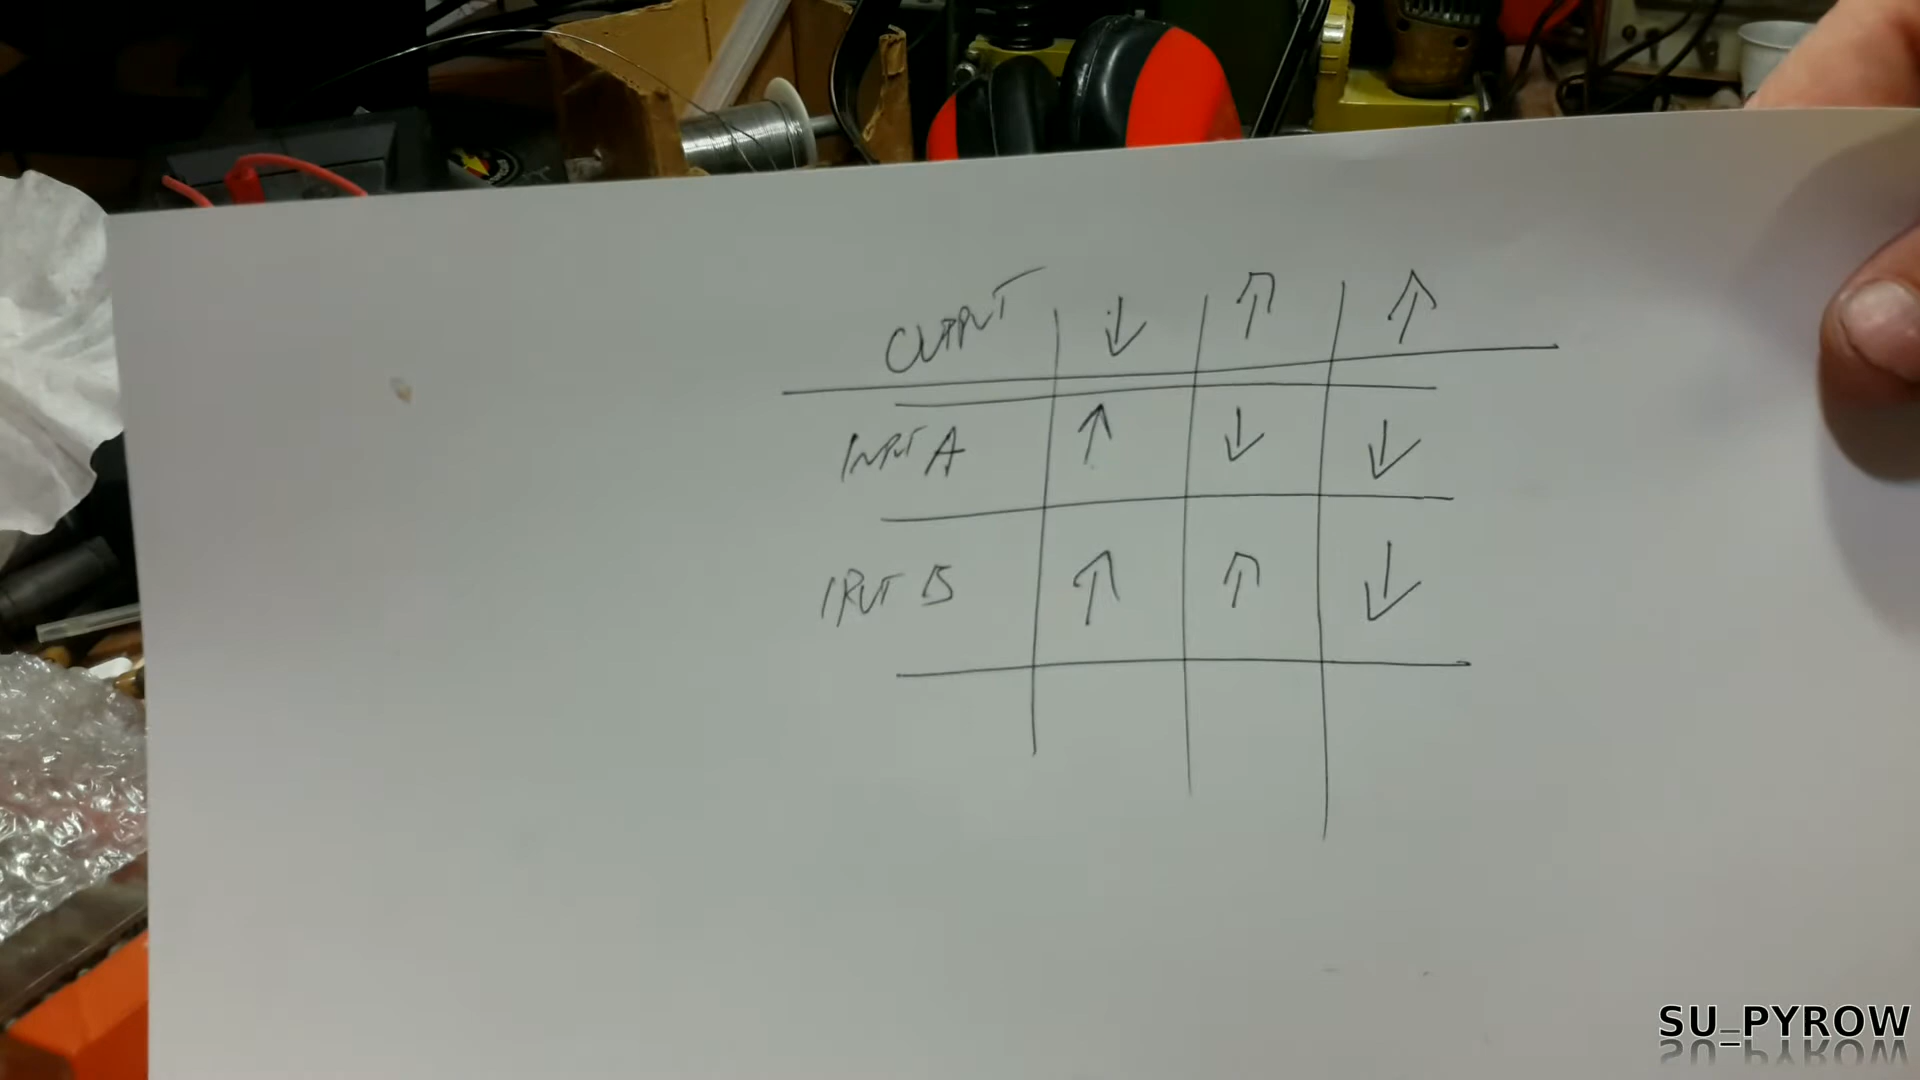 OUTPUT ↓ ↑ ↑
INPUT A ↑ ↓ ↓
IPUT B ↑ ↑ ↓
SU_PYROW